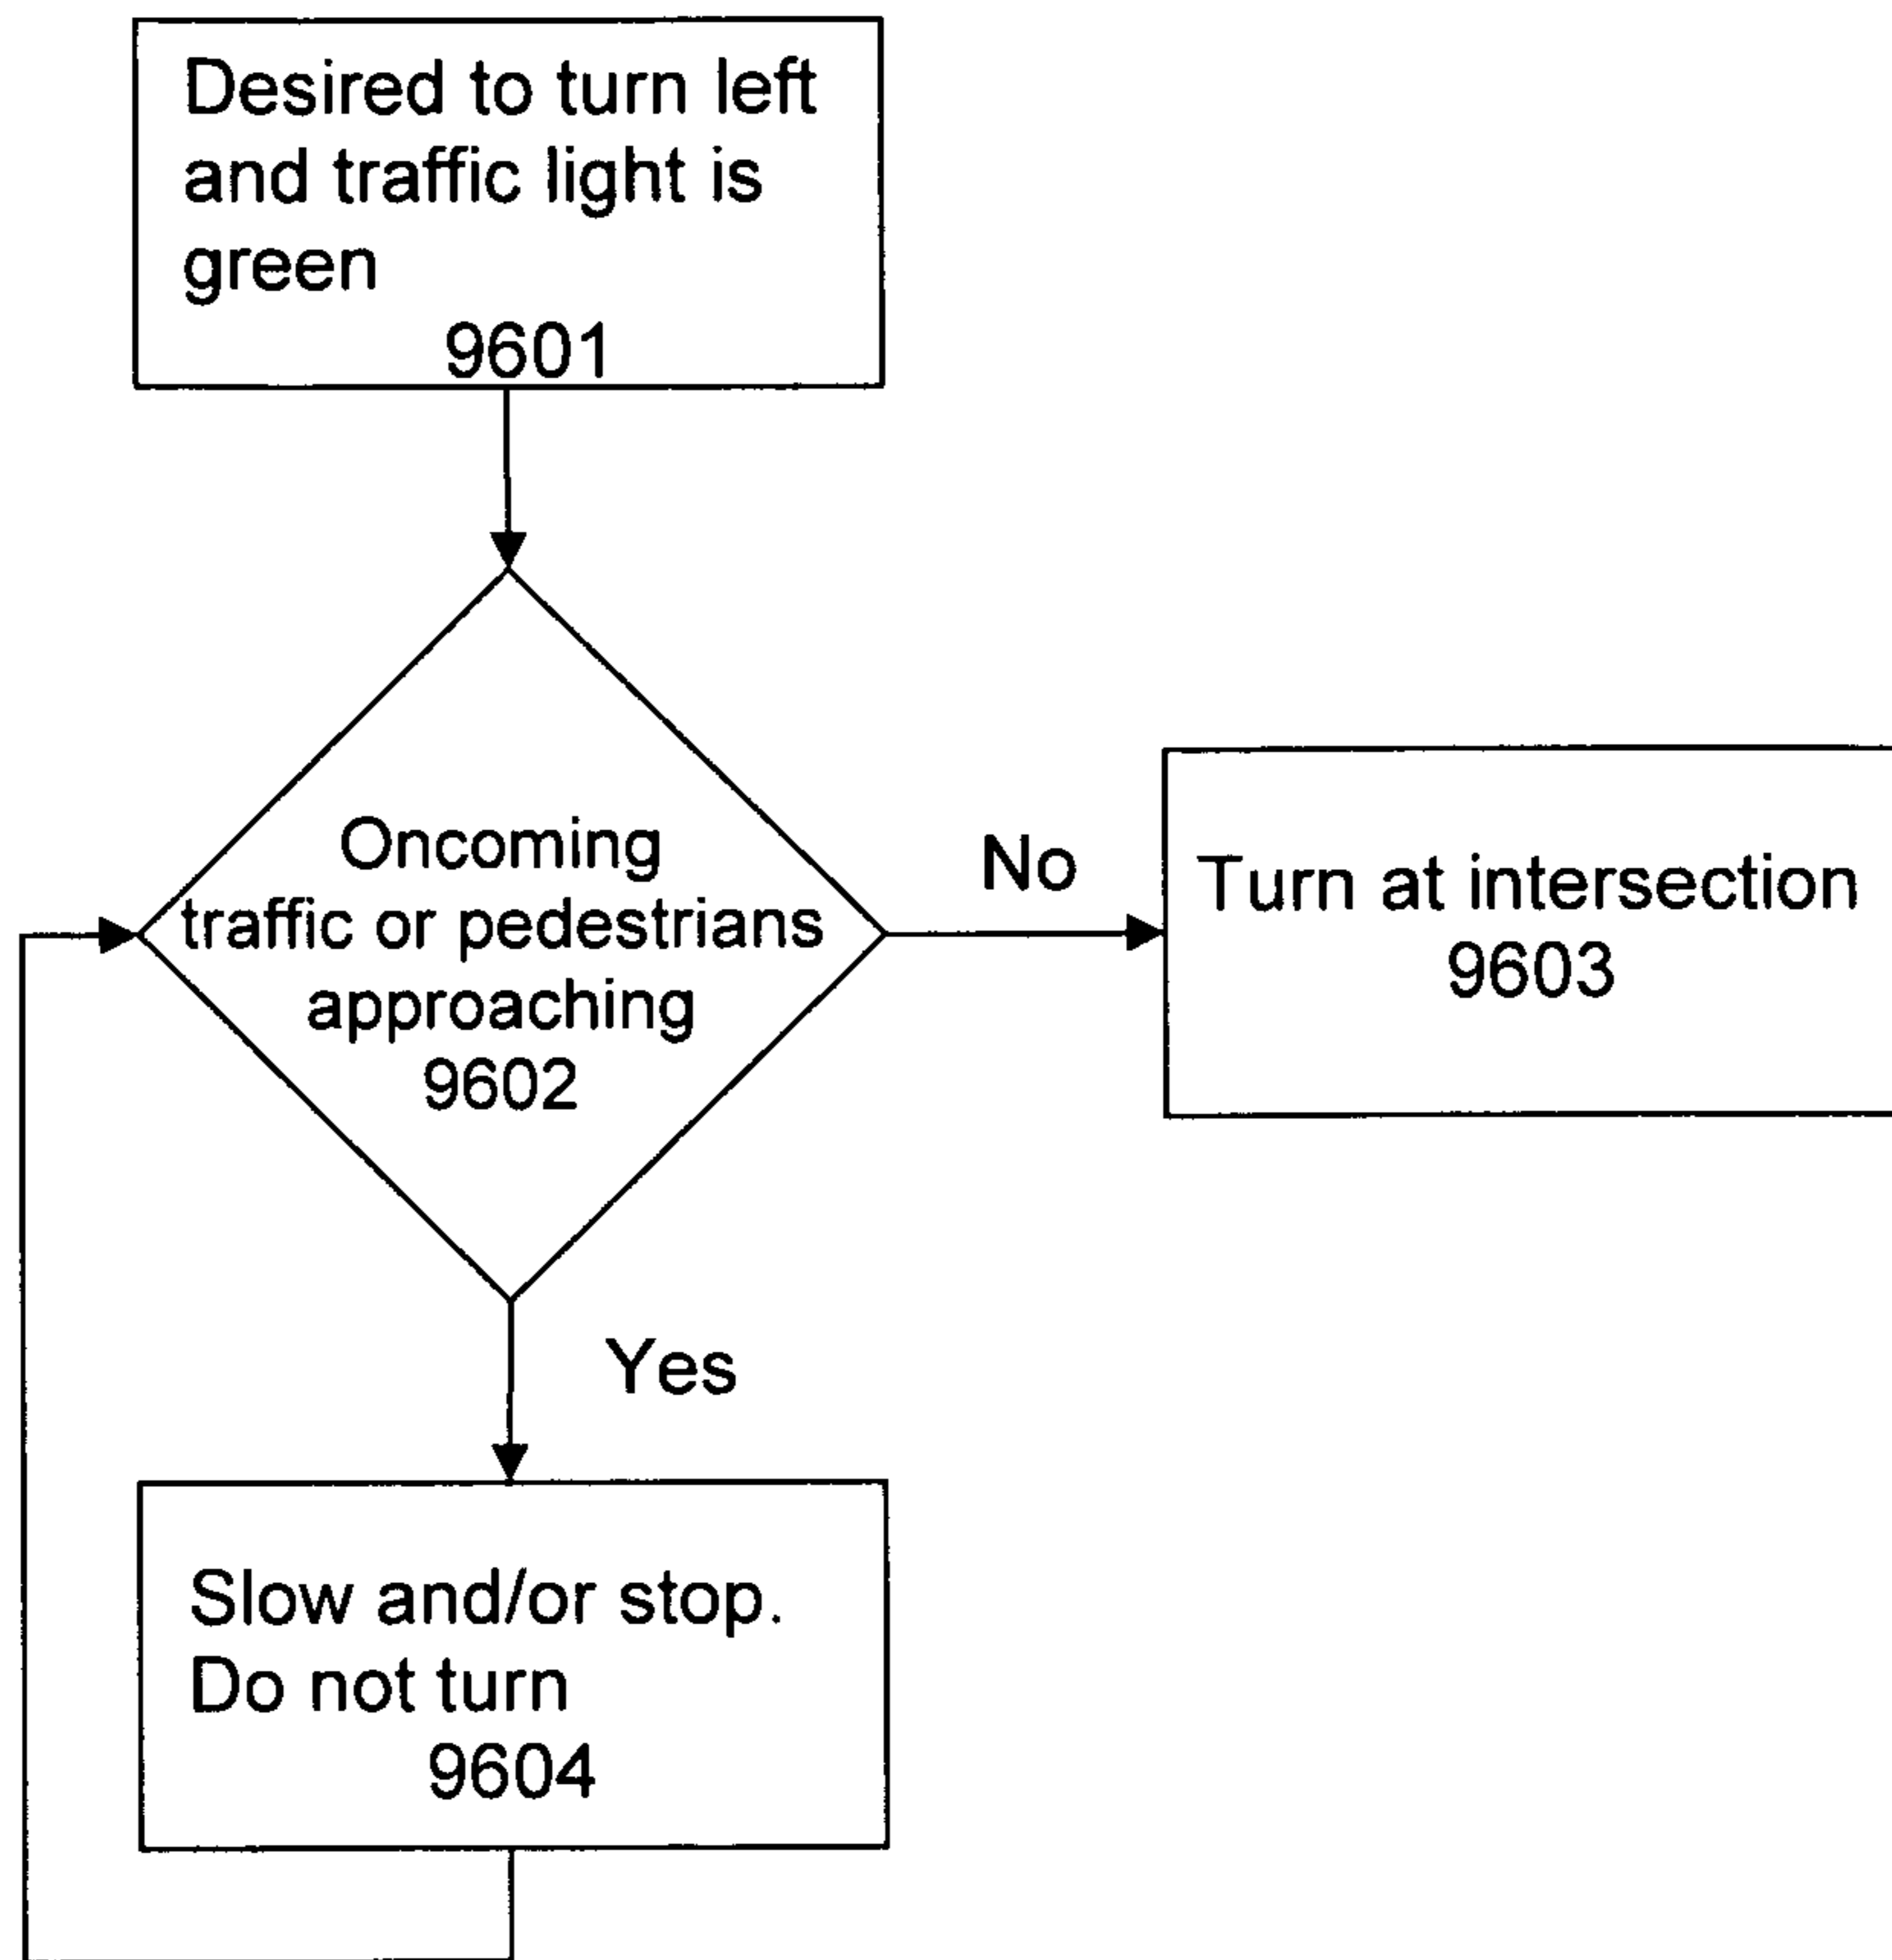 Desired to turn left
and traffic light is
green
9601
Oncoming
traffic or pedestrians
approaching
9602
No
Turn at intersection
9603
Yes
Slow and/or stop.
Do not turn
9604